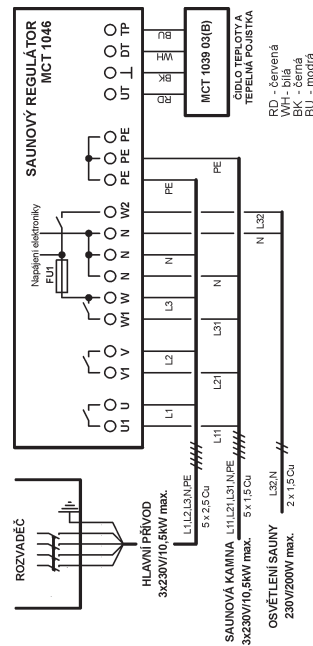 ROZVADĚČ
HLAVNÍ PŘÍVOD
3x230V/10,5kW max.
SAUNOVÁ KAMNA
3x230V/10,5kW max.
OSVĚTLENÍ SAUNY
230V/200W max.
L1,L2,L3,N,PE
5 x 2,5 Cu
L11,L21,L31,N,PE
5 x 1,5 Cu
L32,N
2 x 1,5 Cu
SAUNOVÝ REGULÁTOR
MCT 1046
Napájení elektroniky
FU1
U1 U V1 V W1 W N N N W2 PE PE PE UT ⊥ DT TP
L1 L2 L3 N PE
L11 L21 L31 N PE
N L32
RD BK WH BU
MCT 1039 03(B)
ČIDLO TEPLOTY A
TEPELNÁ POJISTKA
RD - červená
WH - bílá
BK - černá
BU - modrá